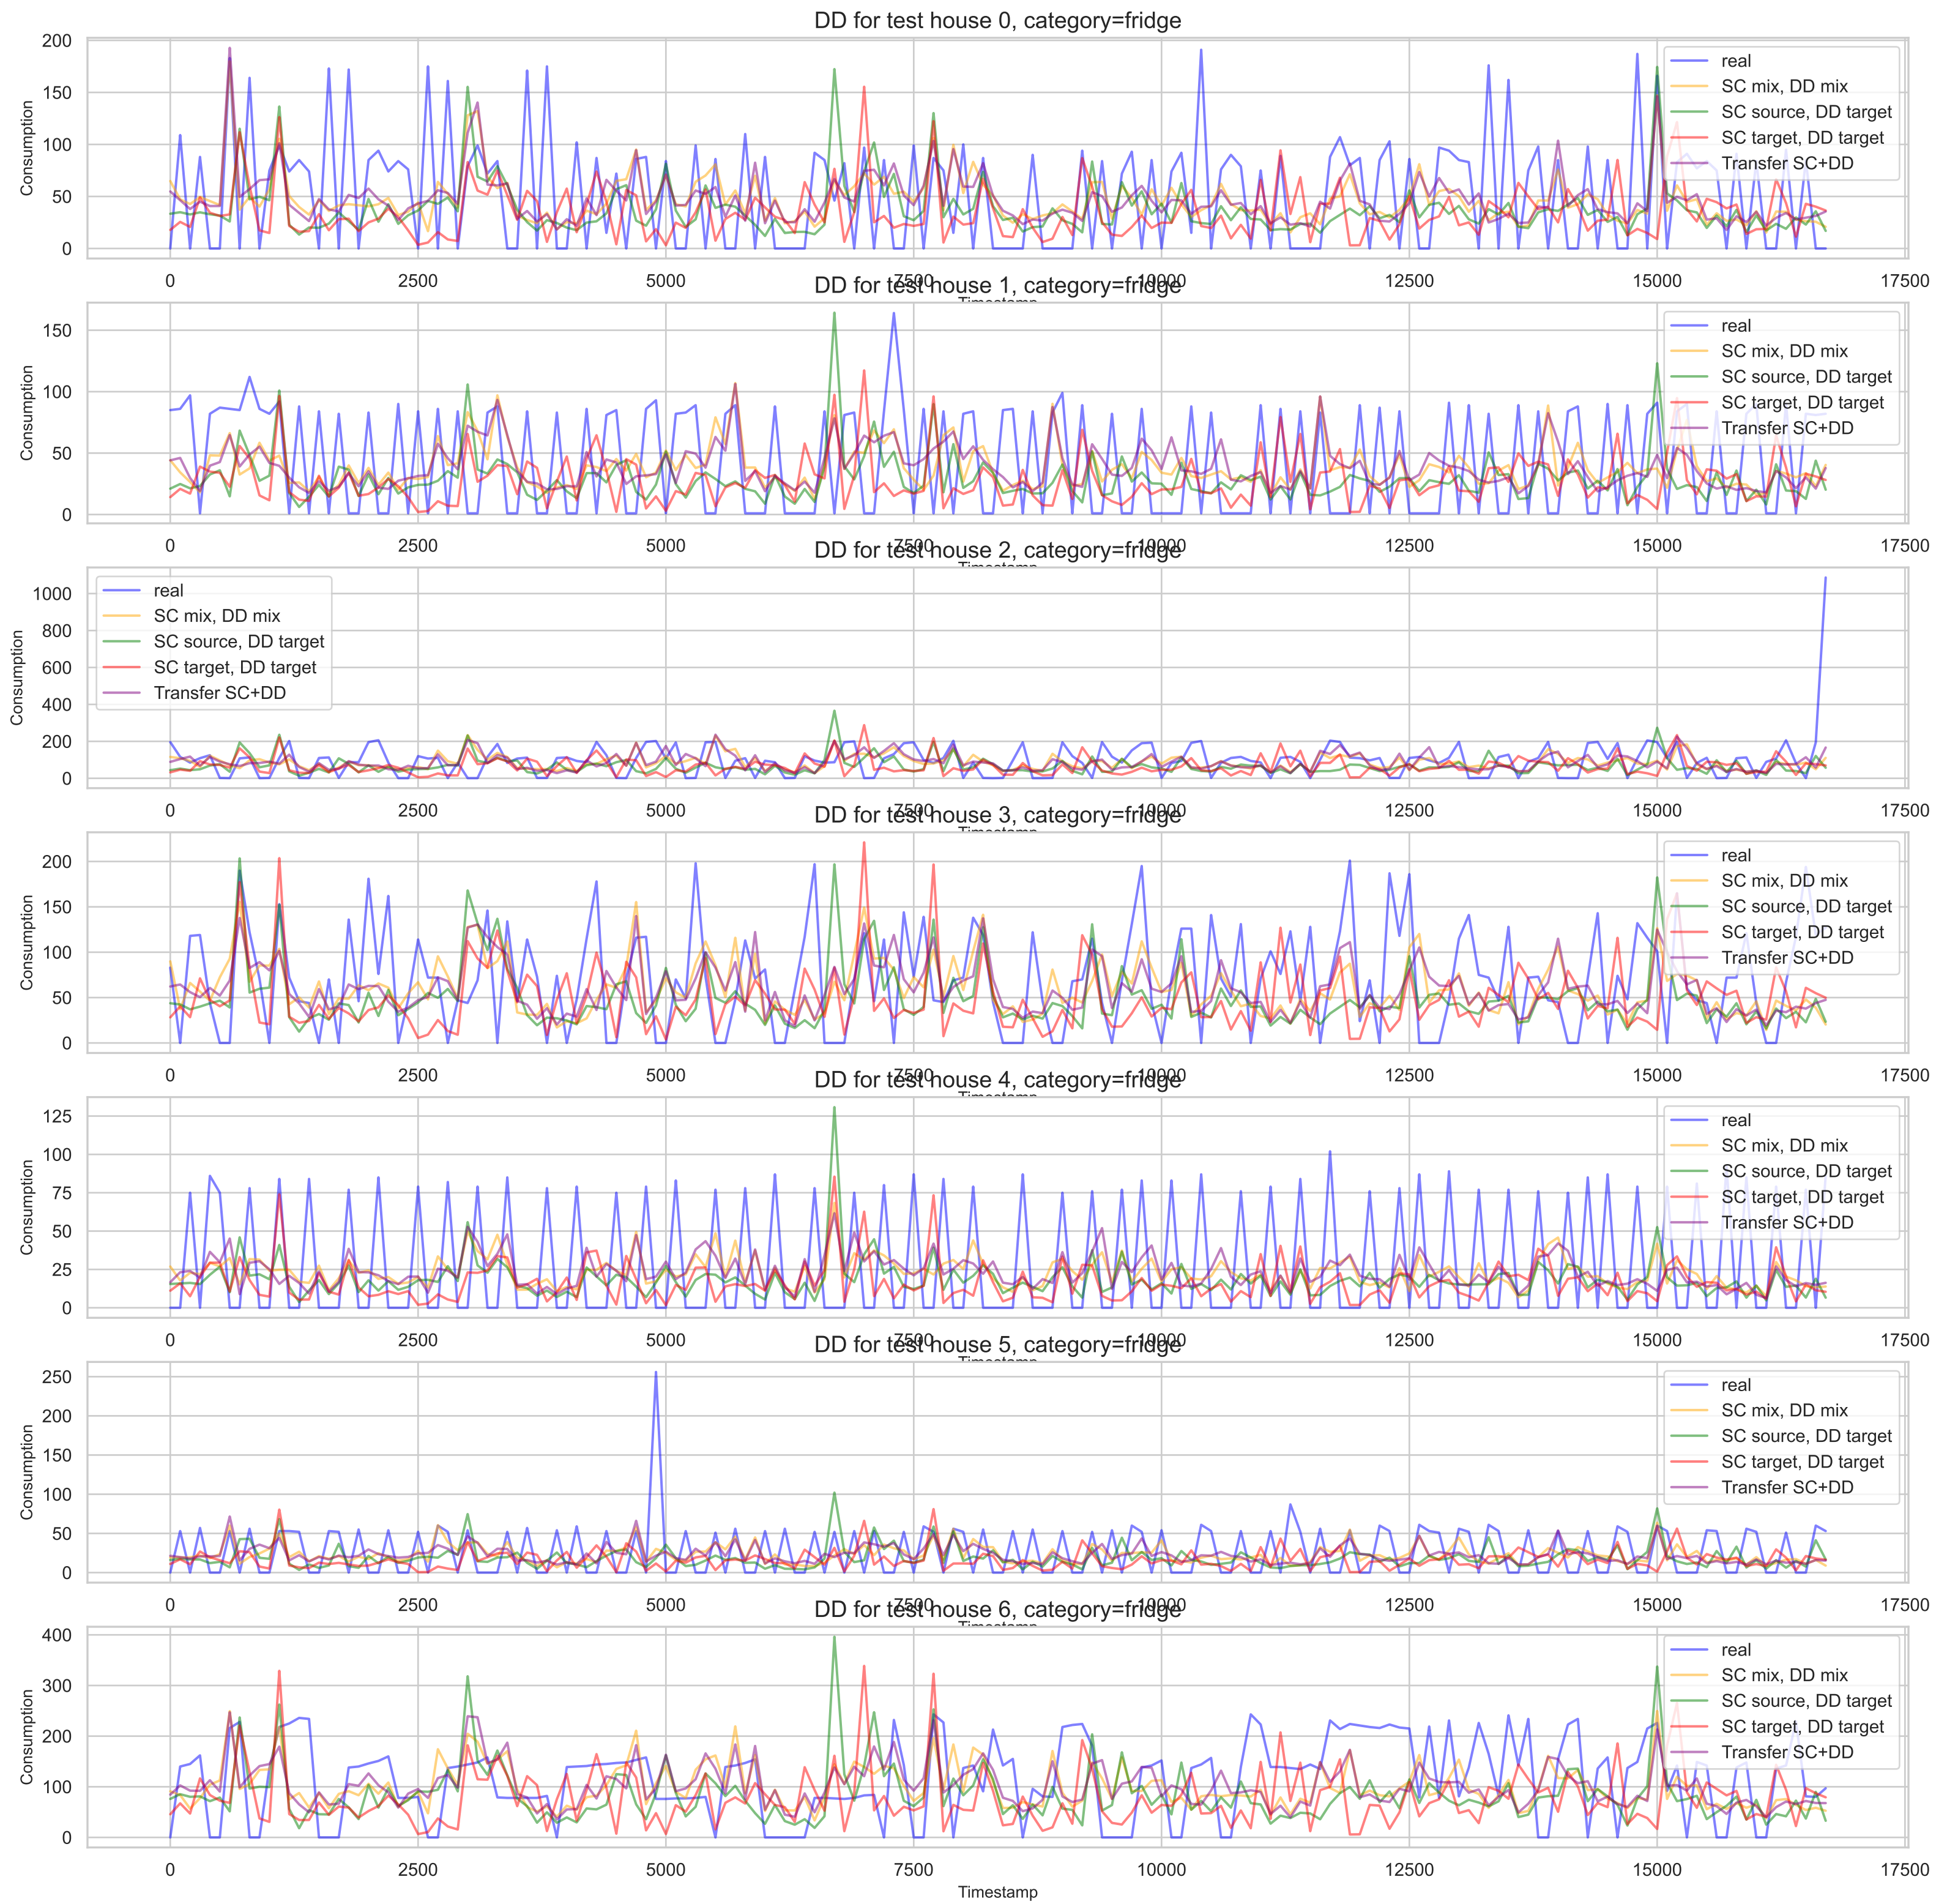 DD for test house 0, category=fridge
Consumption
200
150
100
50
0
real
SC mix, DD mix
SC source, DD target
SC target, DD target
Transfer SC+DD
0 2500 5000 7500 10000 12500 15000 17500
Timestamp
DD for test house 1, category=fridge
Consumption
150
100
50
0
real
SC mix, DD mix
SC source, DD target
SC target, DD target
Transfer SC+DD
0 2500 5000 7500 10000 12500 15000 17500
Timestamp
DD for test house 2, category=fridge
Consumption
1000
800
600
400
200
0
real
SC mix, DD mix
SC source, DD target
SC target, DD target
Transfer SC+DD
0 2500 5000 7500 10000 12500 15000 17500
Timestamp
DD for test house 3, category=fridge
Consumption
200
150
100
50
0
real
SC mix, DD mix
SC source, DD target
SC target, DD target
Transfer SC+DD
0 2500 5000 7500 10000 12500 15000 17500
Timestamp
DD for test house 4, category=fridge
Consumption
125
100
75
50
25
0
real
SC mix, DD mix
SC source, DD target
SC target, DD target
Transfer SC+DD
0 2500 5000 7500 10000 12500 15000 17500
Timestamp
DD for test house 5, category=fridge
Consumption
250
200
150
100
50
0
real
SC mix, DD mix
SC source, DD target
SC target, DD target
Transfer SC+DD
0 2500 5000 7500 10000 12500 15000 17500
Timestamp
DD for test house 6, category=fridge
Consumption
400
300
200
100
0
real
SC mix, DD mix
SC source, DD target
SC target, DD target
Transfer SC+DD
0 2500 5000 7500 10000 12500 15000 17500
Timestamp